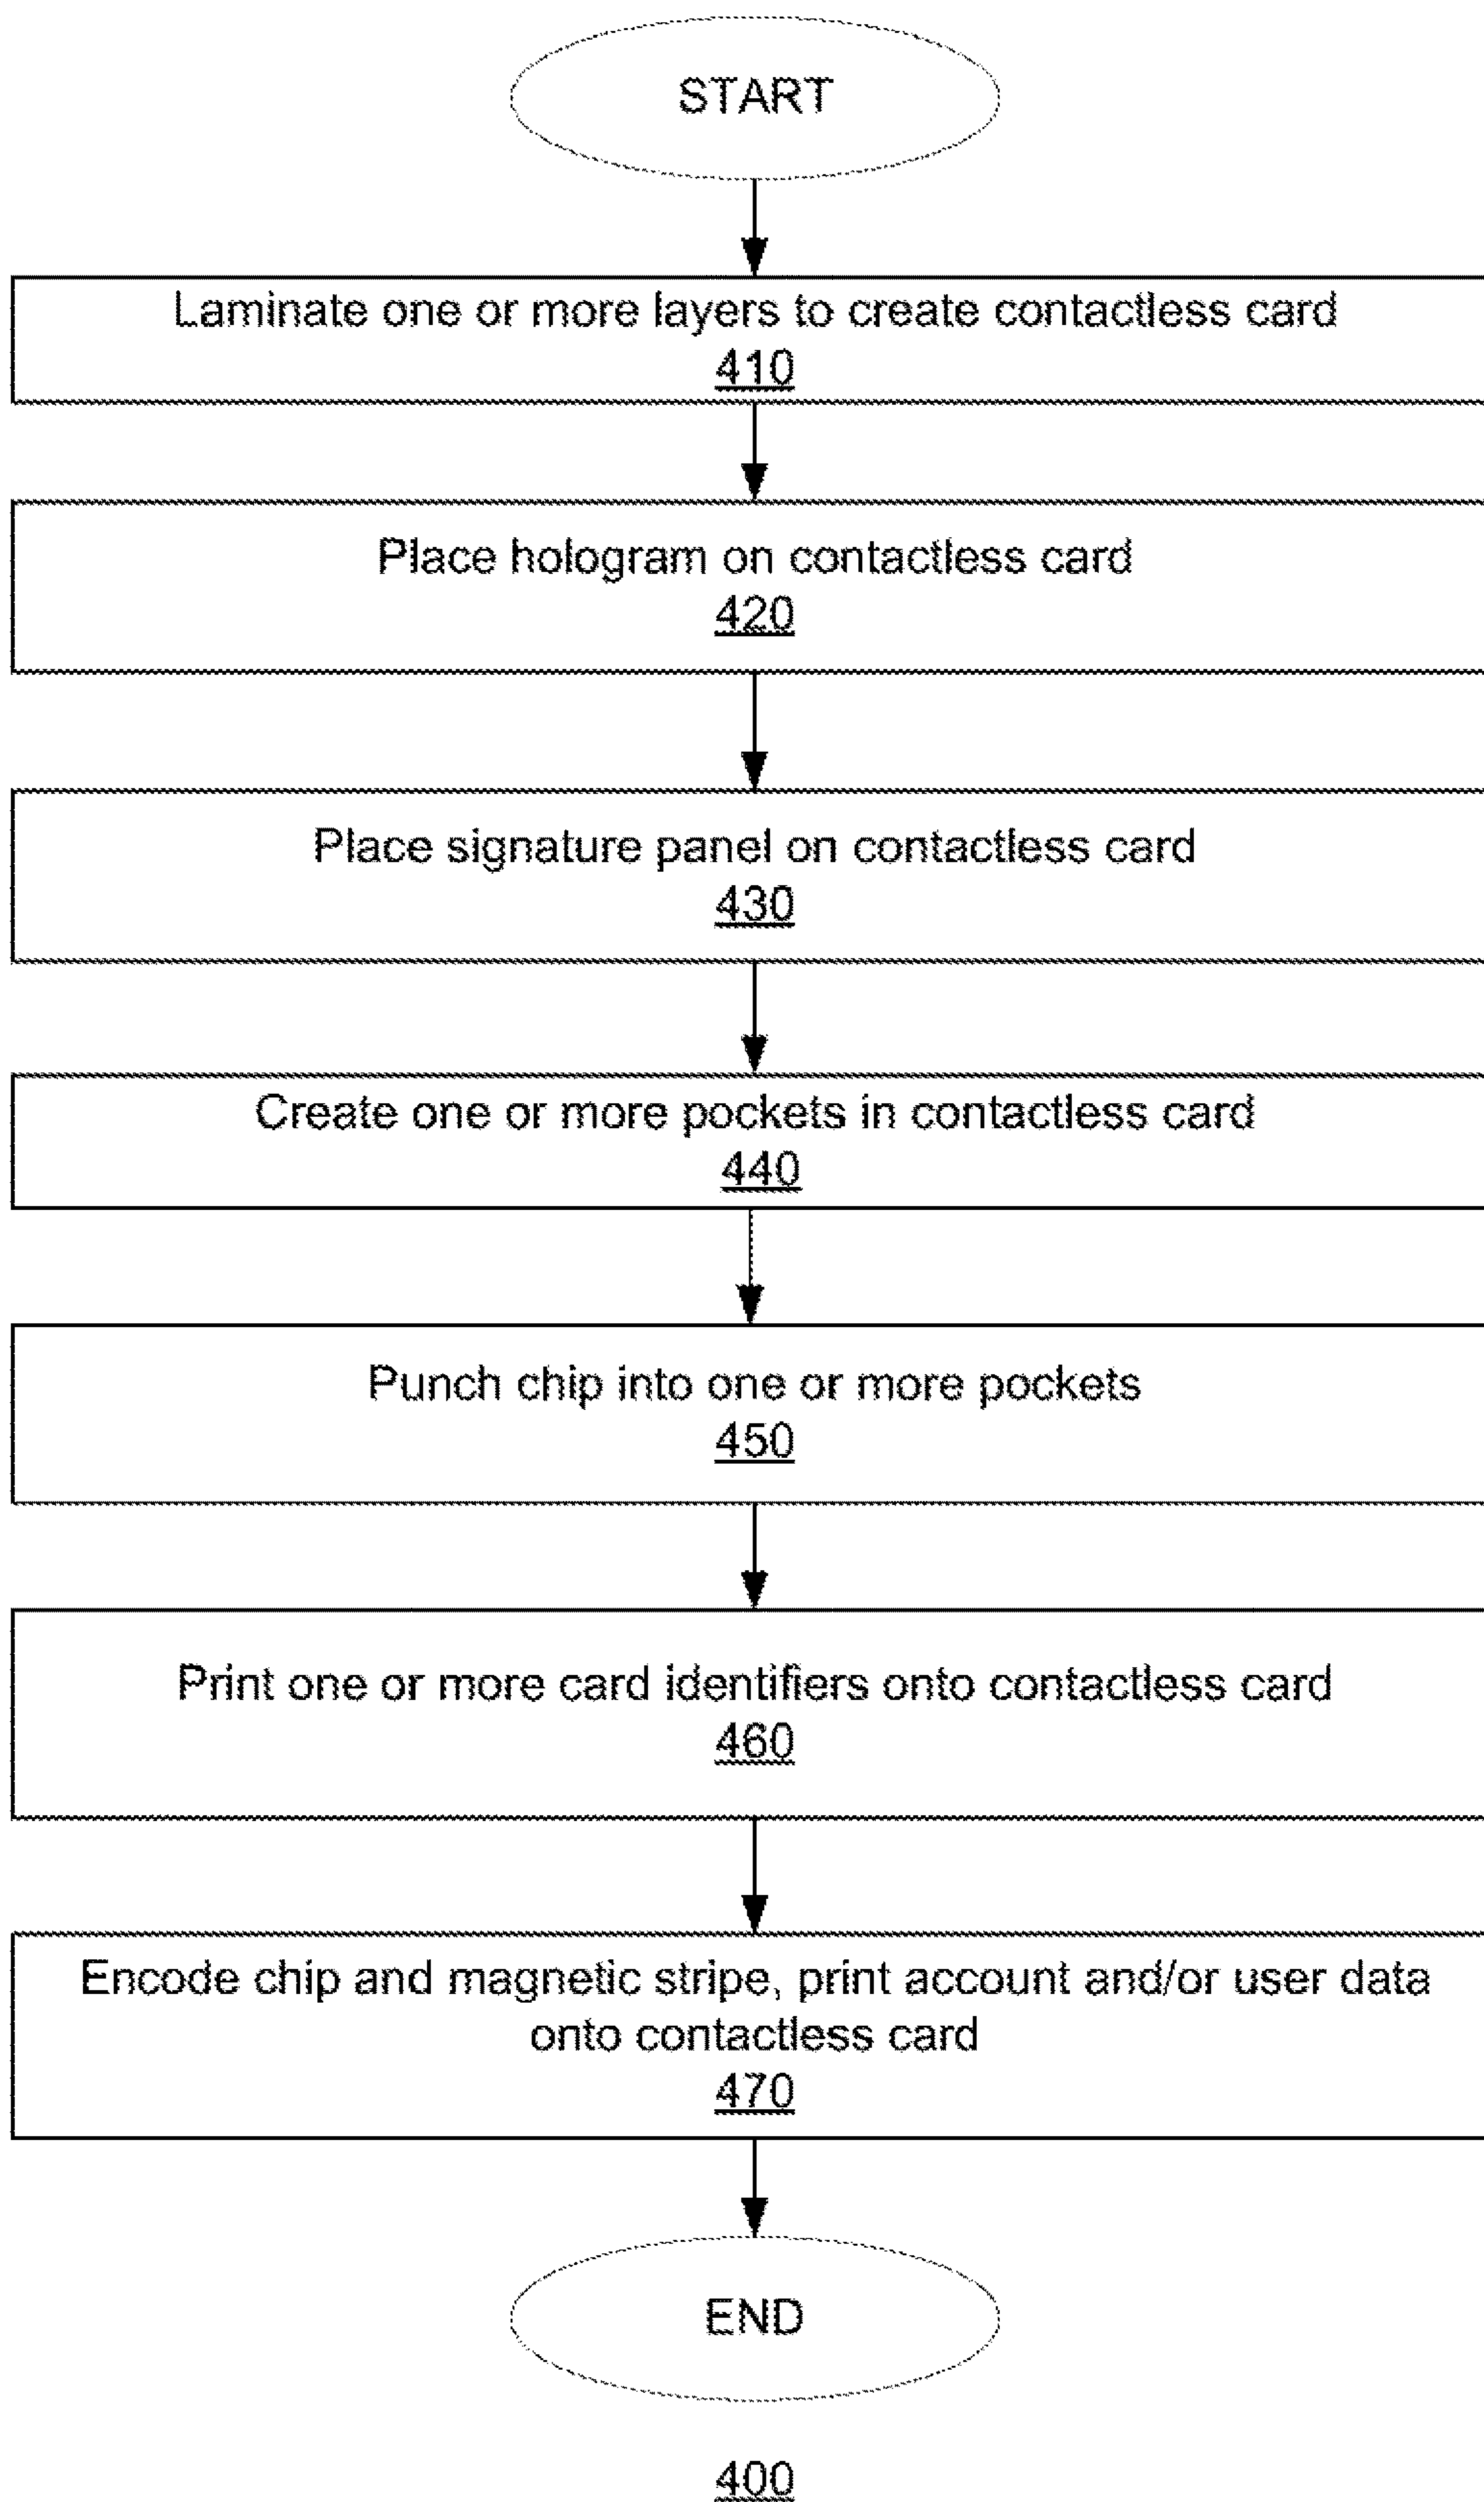 START
Laminate one or more layers to create contactless card
410
Place hologram on contactless card
420
Place signature panel on contactless card
430
Create one or more pockets in contactless card
440
Punch chip into one or more pockets
450
Print one or more card identifiers onto contactless card
460
Encode chip and magnetic stripe, print account and/or user data
onto contactless card
470
END
400